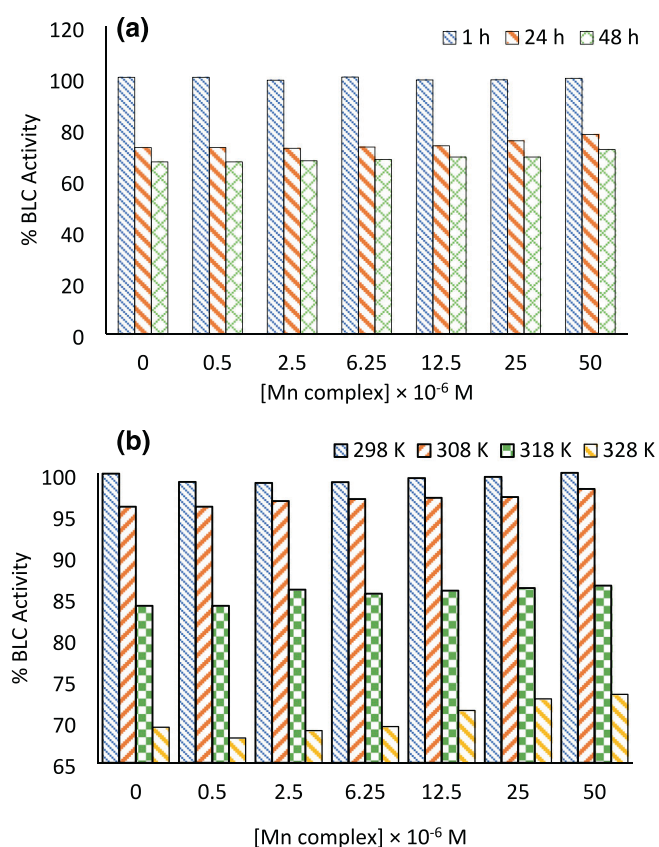 (a)
1 h 24 h 48 h
120
100
80
60
40
20
0
% BLC Activity
0 0.5 2.5 6.25 12.5 25 50
[Mn complex] × 10⁻⁶ M
(b)
298 K 308 K 318 K 328 K
100
95
90
85
80
75
70
65
% BLC Activity
0 0.5 2.5 6.25 12.5 25 50
[Mn complex] × 10⁻⁶ M